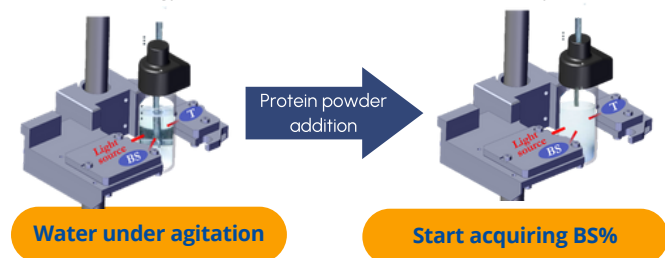 T
Light
source
BS
Water under agitation
Protein powder
addition
T
Light
source
BS
Start acquiring BS%